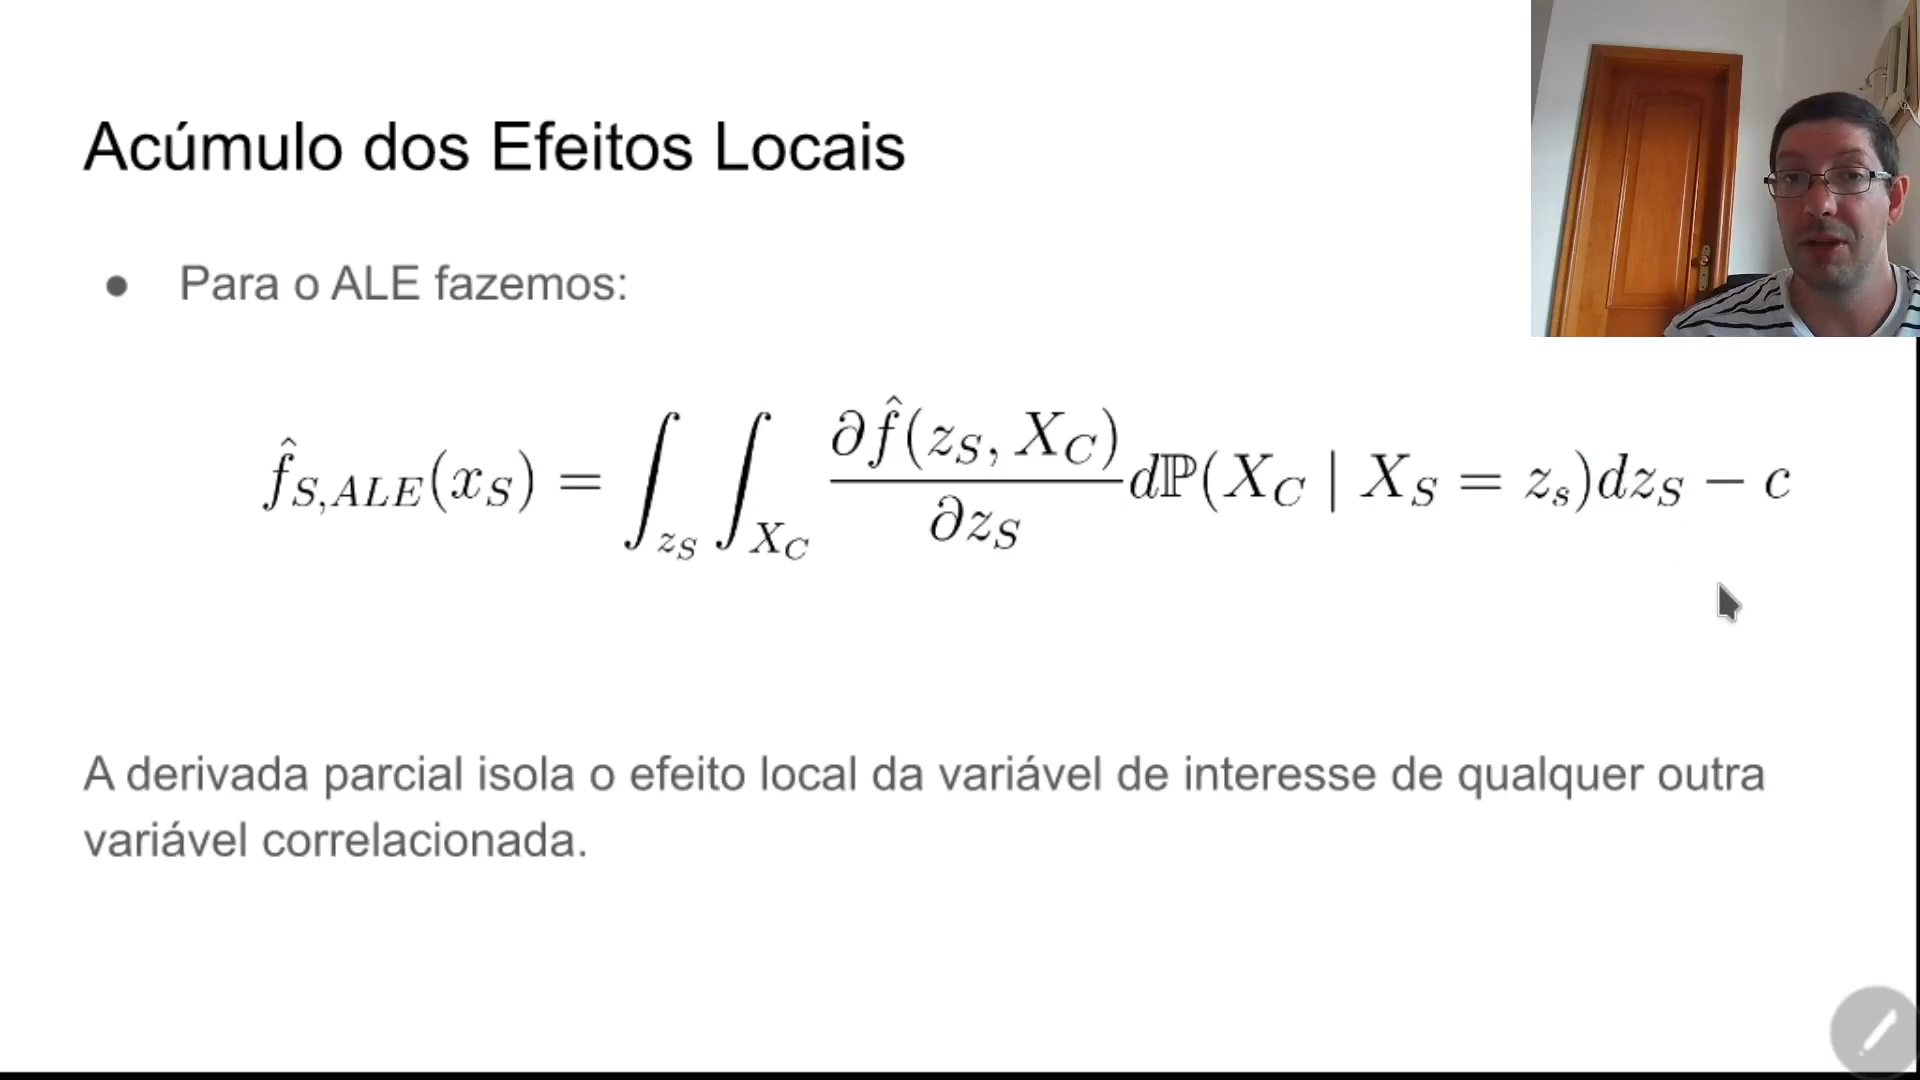 Acúmulo dos Efeitos Locais
● Para o ALE fazemos:
$\hat{f}_{S,ALE}(x_S) = \int_{z_S} \int_{X_C} \frac{\partial \hat{f}(z_S, X_C)}{\partial z_S} d\mathbb{P}(X_C \mid X_S = z_s) dz_S - c$
A derivada parcial isola o efeito local da variável de interesse de qualquer outra
variável correlacionada.